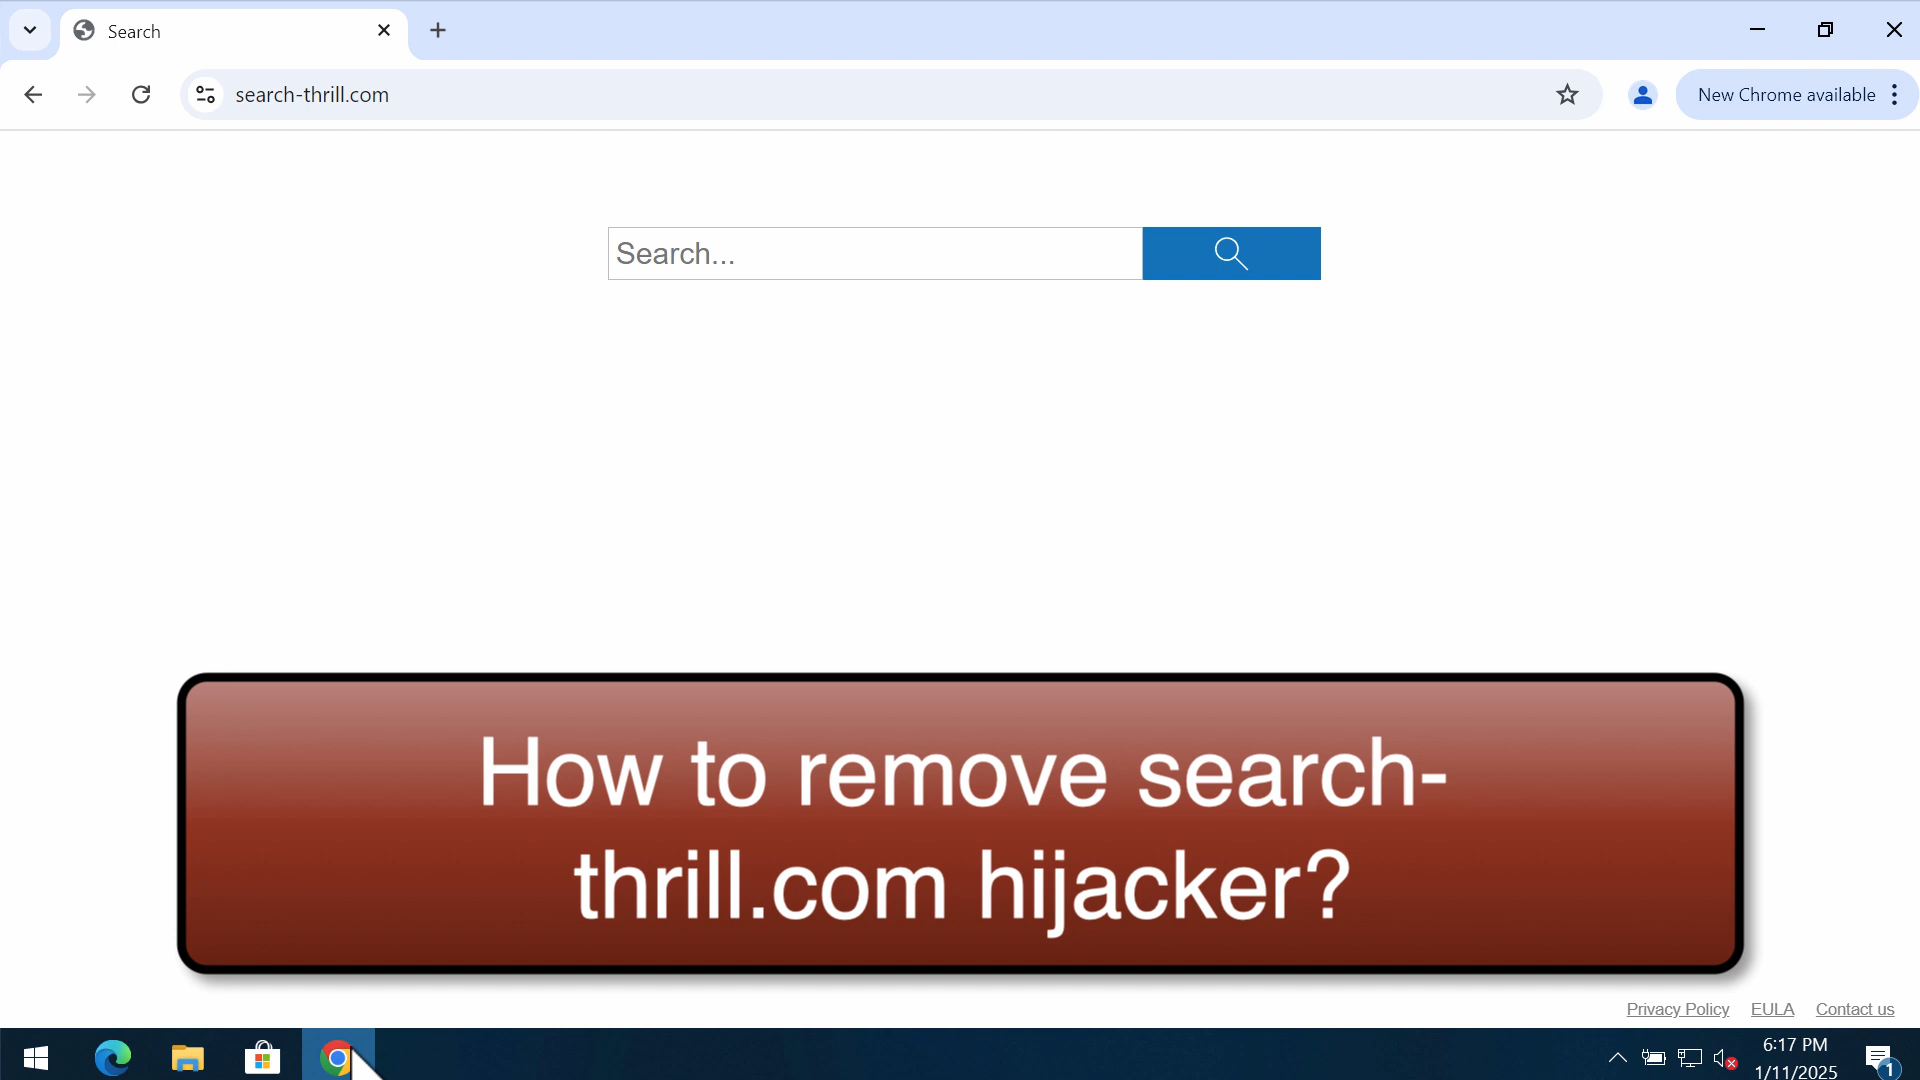 Search
search-thrill.com
New Chrome available
Search...
How to remove search-
thrill.com hijacker?
Privacy Policy EULA Contact us
6:17 PM
1/11/2025
1